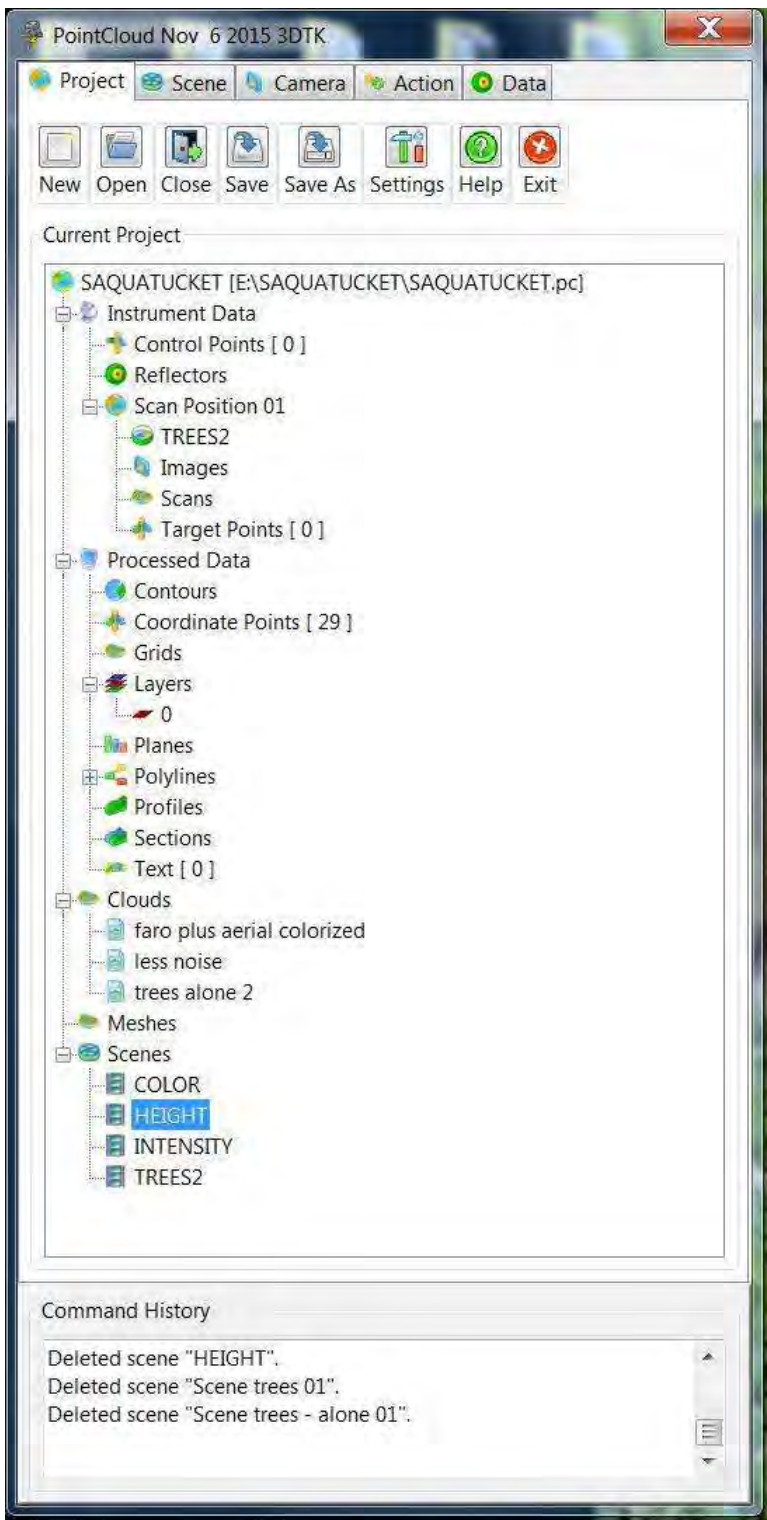 PointCloud Nov 6 2015 3DTK
Project Scene Camera Action Data
New Open Close Save Save As Settings Help Exit
Current Project
SAQUATUCKET [E:\SAQUATUCKET\SAQUATUCKET.pc]
Instrument Data
Control Points [ 0 ]
Reflectors
Scan Position 01
TREES2
Images
Scans
Target Points [ 0 ]
Processed Data
Contours
Coordinate Points [ 29 ]
Grids
Layers
0
Planes
Polylines
Profiles
Sections
Text [ 0 ]
Clouds
faro plus aerial colorized
less noise
trees alone 2
Meshes
Scenes
COLOR
HEIGHT
INTENSITY
TREES2
Command History
Deleted scene "HEIGHT".
Deleted scene "Scene trees 01".
Deleted scene "Scene trees - alone 01".